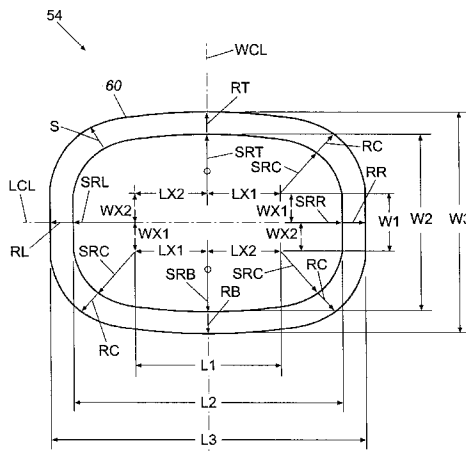 54
WCL
60
RT
S
SRT
SRC
RC
RR
LCL
SRL
LX2
LX1
WX2
WX1
SRR
W1
W2
W3
RL
WX1
WX2
LX1
LX2
SRC
SRB
SRC
RC
RB
RC
L1
L2
L3